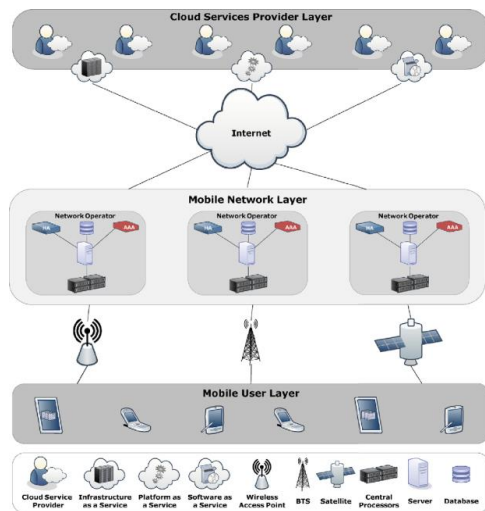 Cloud Services Provider Layer
Internet
Mobile Network Layer
Network Operator
HA
AAA
Network Operator
HA
AAA
Network Operator
HA
AAA
Mobile User Layer
Cloud Service
Provider
Infrastructure
as a Service
Platform as
a Service
Software as
a Service
Wireless
Access Point
BTS
Satellite
Central
Processors
Server
Database